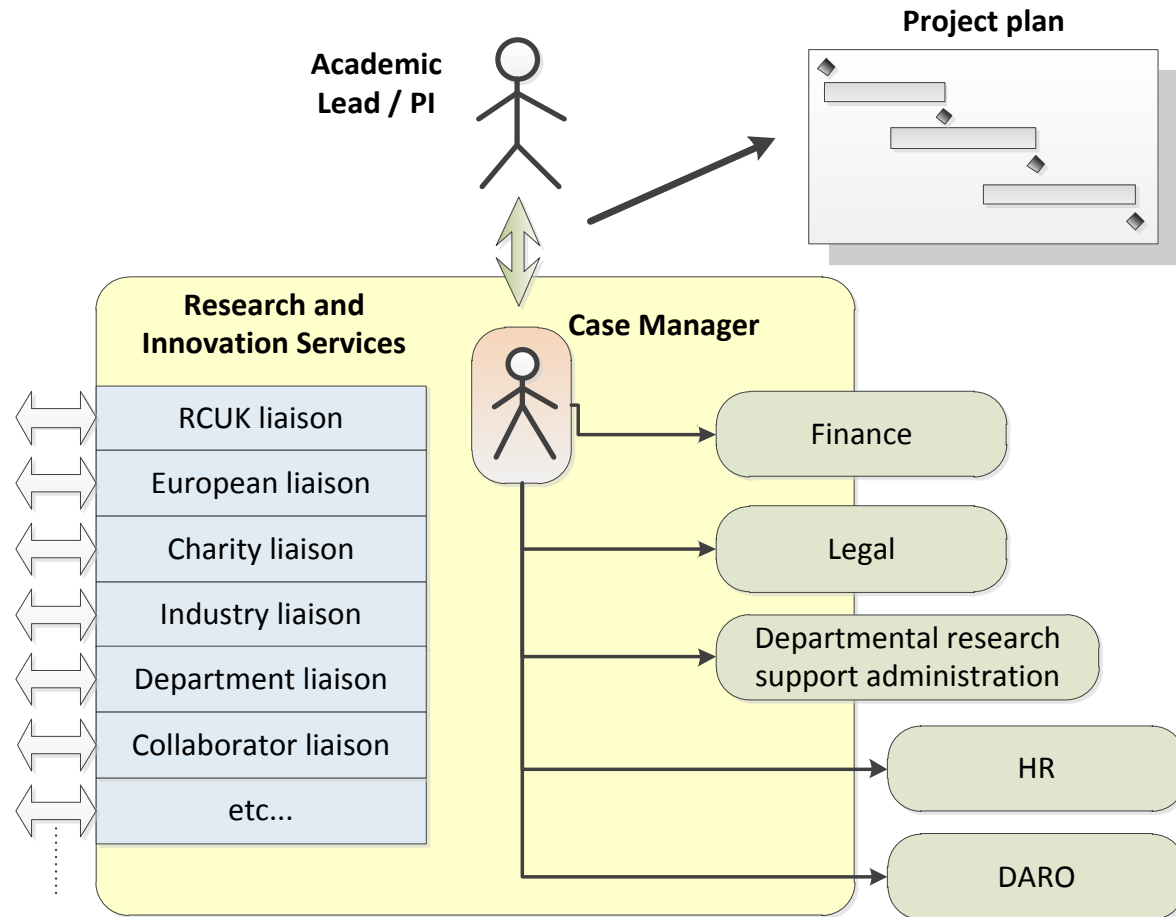 Project plan
Academic
Lead / PI
Research and
Innovation Services
Case Manager
RCUK liaison
European liaison
Charity liaison
Industry liaison
Department liaison
Collaborator liaison
etc...
Finance
Legal
Departmental research
support administration
HR
DARO